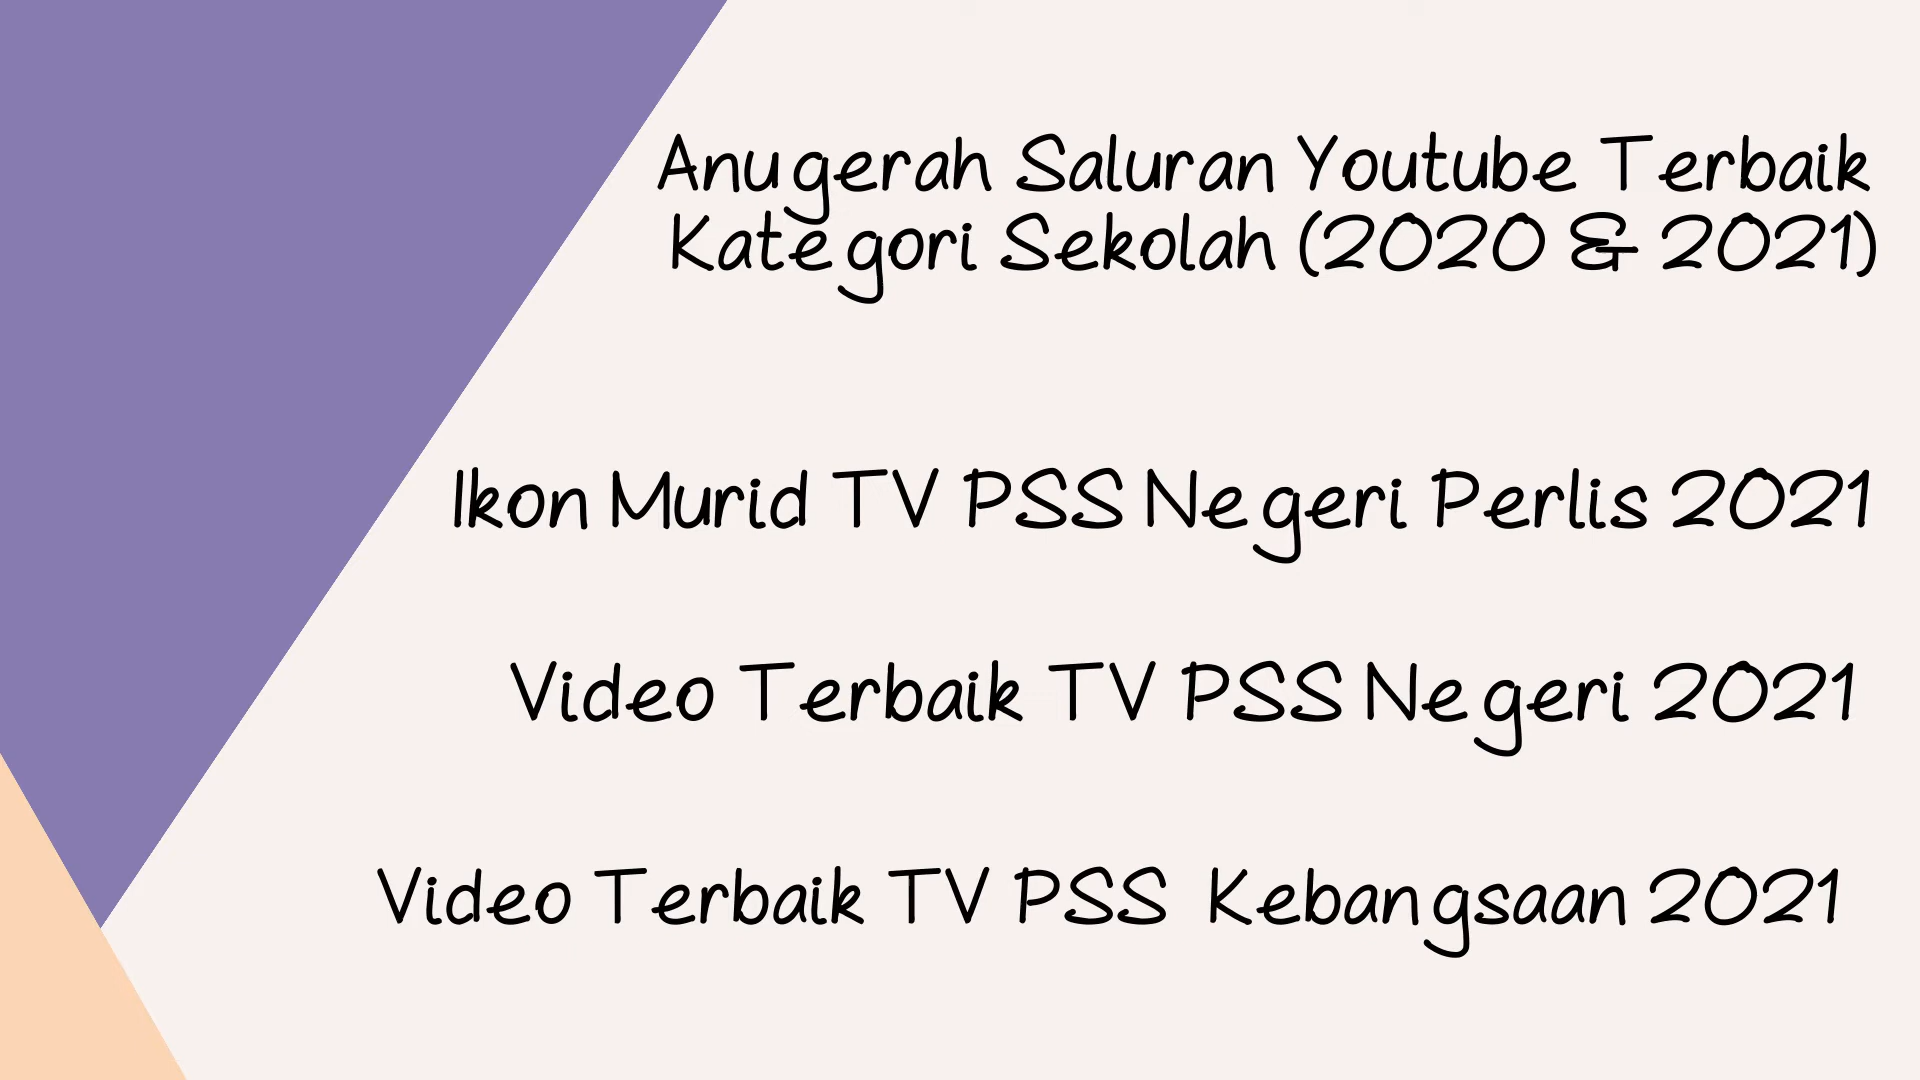 Anugerah Saluran Youtube Terbaik
Kategori Sekolah (2020 & 2021)
Ikon Murid TV PSS Negeri Perlis 2021
Video Terbaik TV PSS Negeri 2021
Video Terbaik TV PSS Kebangsaan 2021